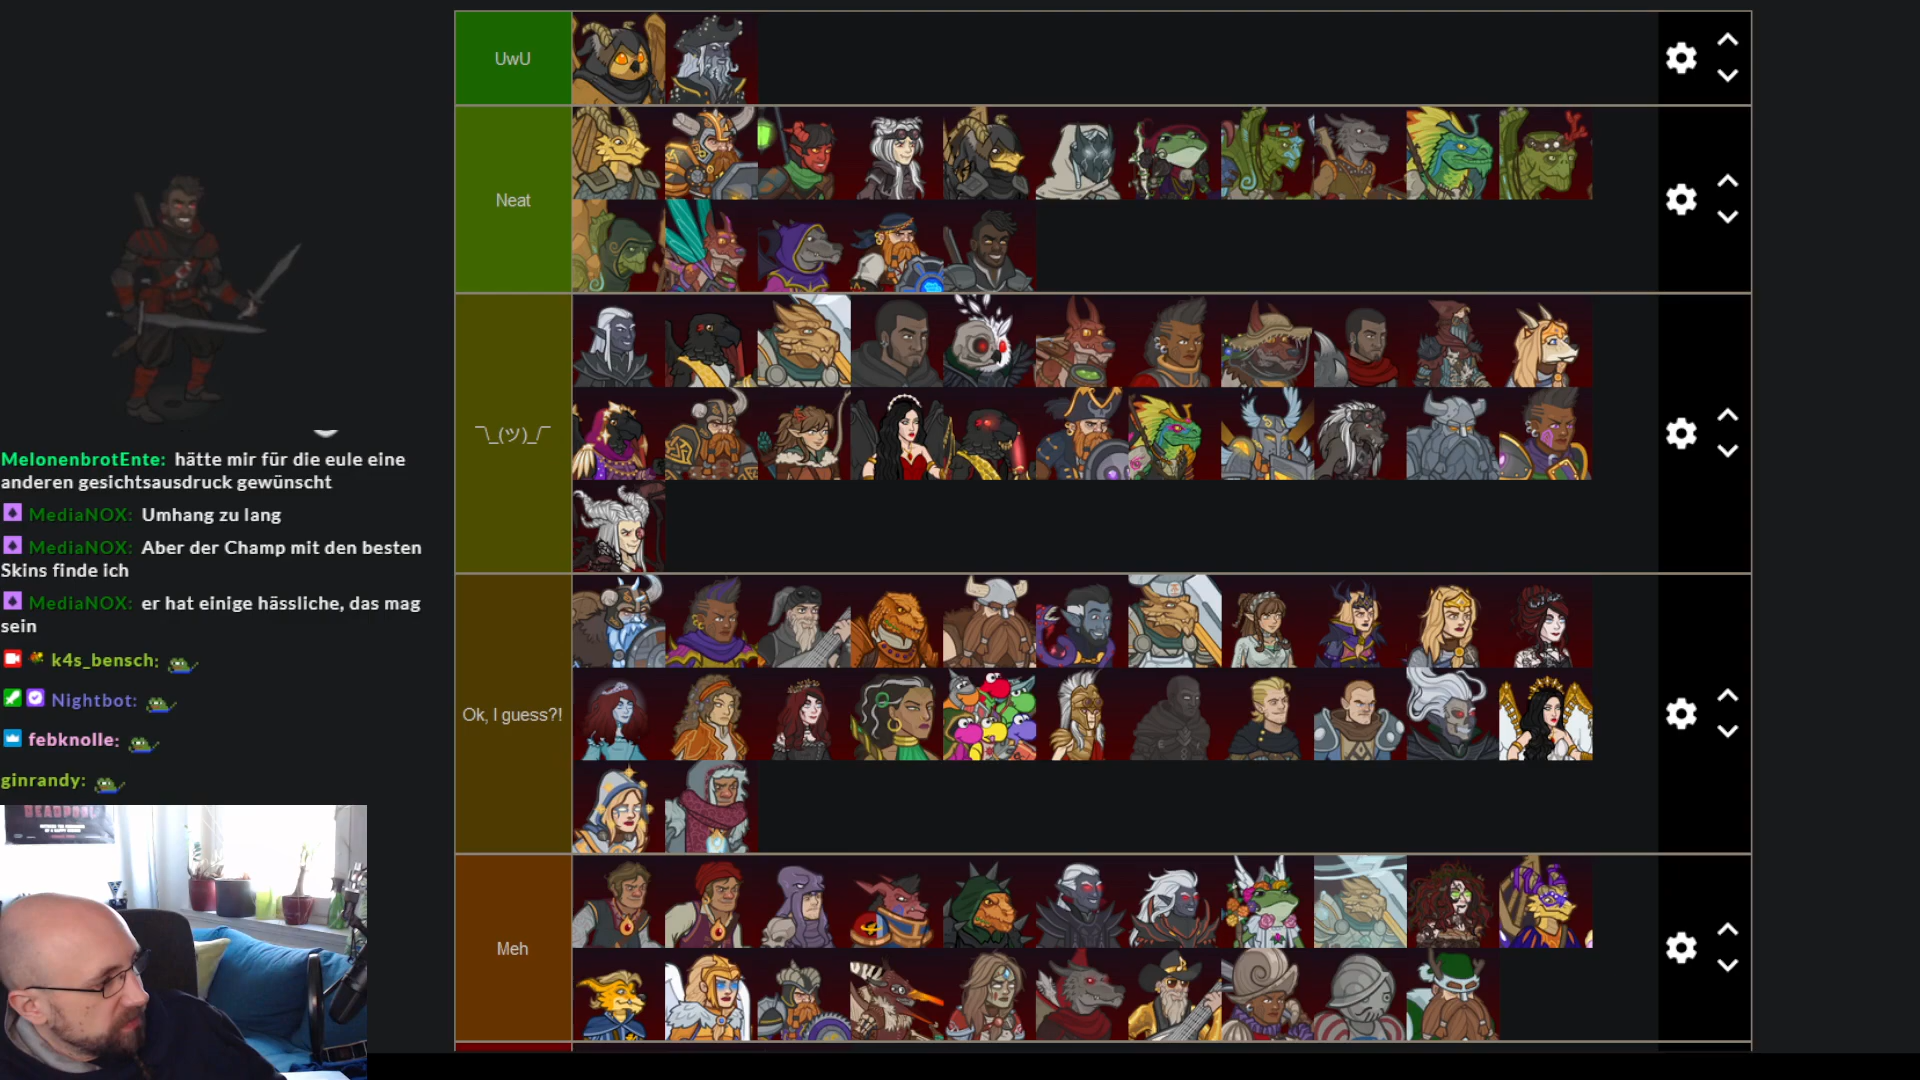 UwU
Neat
¯\_(ツ)_/¯
Ok, I guess?!
Meh
MelonenbrotEnte: hätte mir für die eule eine
anderen gesichtsausdruck gewünscht
MediaNOX: Umhang zu lang
MediaNOX: Aber der Champ mit den besten
Skins finde ich
MediaNOX: er hat einige hässliche, das mag
sein
k4s_bensch:
Nightbot:
febknolle:
ginrandy:
DEADPOOL